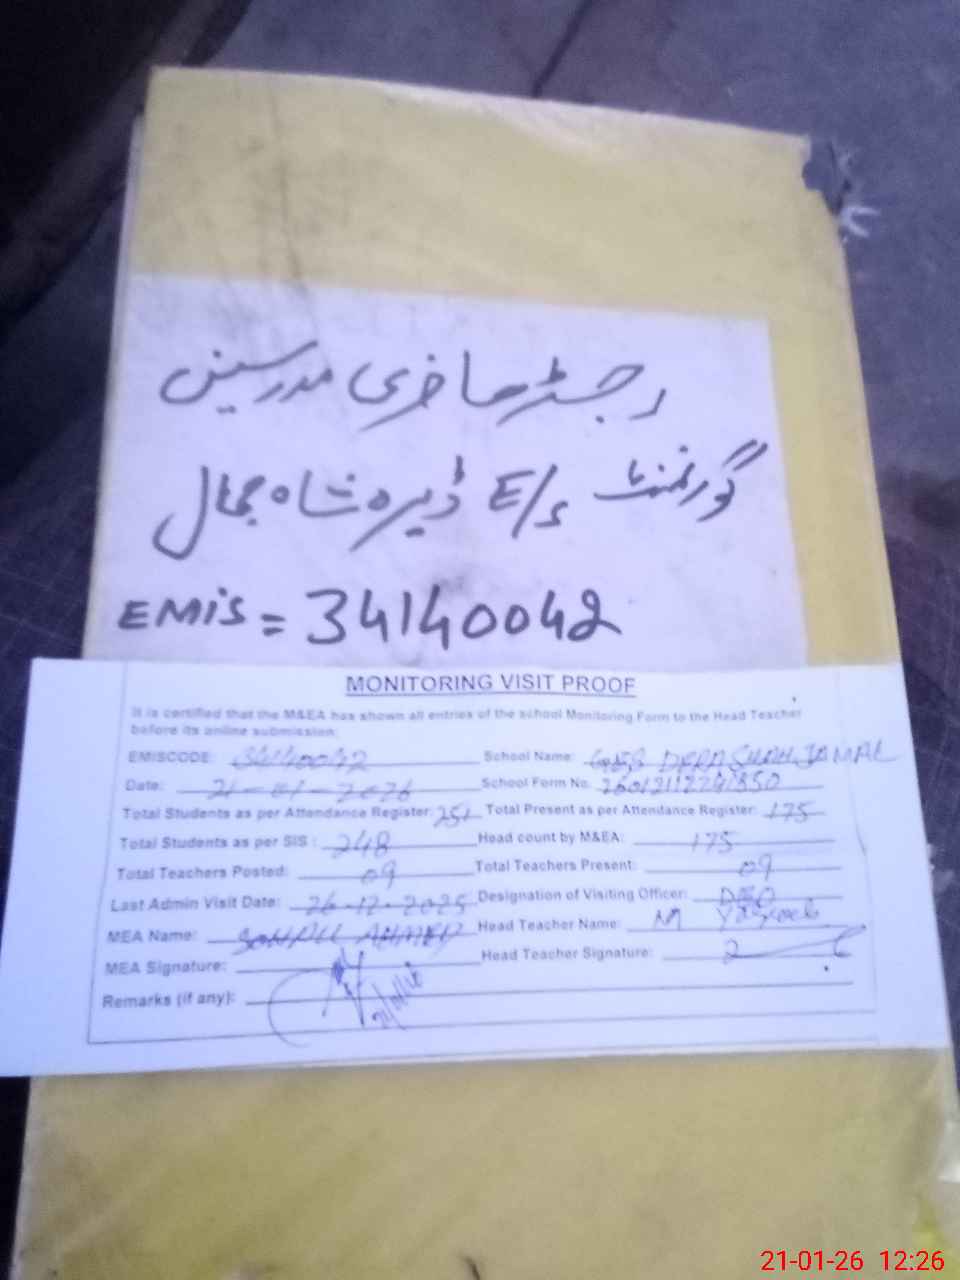 رجسٹر حاضری مدرسین
گورنمنٹ E/S ڈیرہ شاہ جمال
EMIS = 34140042
MONITORING VISIT PROOF
It is certified that the M&EA has shown all entries of the school Monitoring Form to the Head Teacher
before its online submission:
EMISCODE: 34140042 School Name: DERA SHAH JAMAL
Date: 21-01-2026 School Form No.
Total Students as per Attendance Register: 251 Total Present as per Attendance Register: 175
Total Students as per SIS : 248 Head count by M&EA: 175
Total Teachers Posted: 09 Total Teachers Present: 09
Last Admin Visit Date: 26-12-2025 Designation of Visiting Officer: DEO
MEA Name: AHMED Head Teacher Name: M Yaqoob
MEA Signature: Head Teacher Signature:
Remarks (if any):
21-01-26 12:26